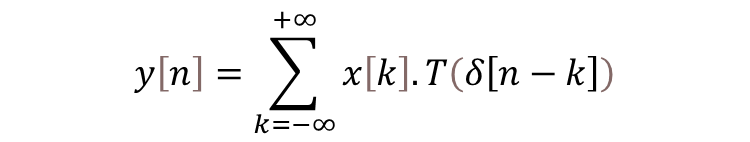 y[n] = ∑_{k=−∞}^{+∞} x[k]. T(δ[n − k])